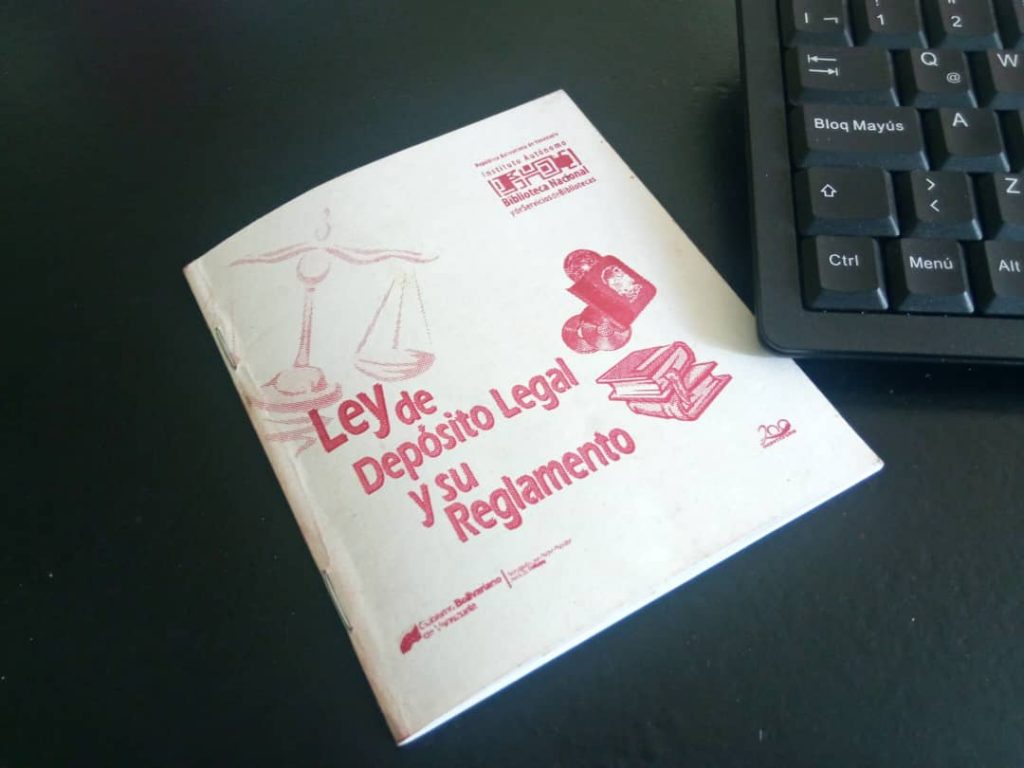 República Bolivariana de Venezuela
Instituto Autónomo
Biblioteca Nacional
y de Servicios de Bibliotecas
Ley de
Depósito Legal
y su
Reglamento
Gobierno Bolivariano
de Venezuela
200
1
2
Q
@
W
Bloq Mayús
A
>
<
Z
Ctrl
Menú
Alt